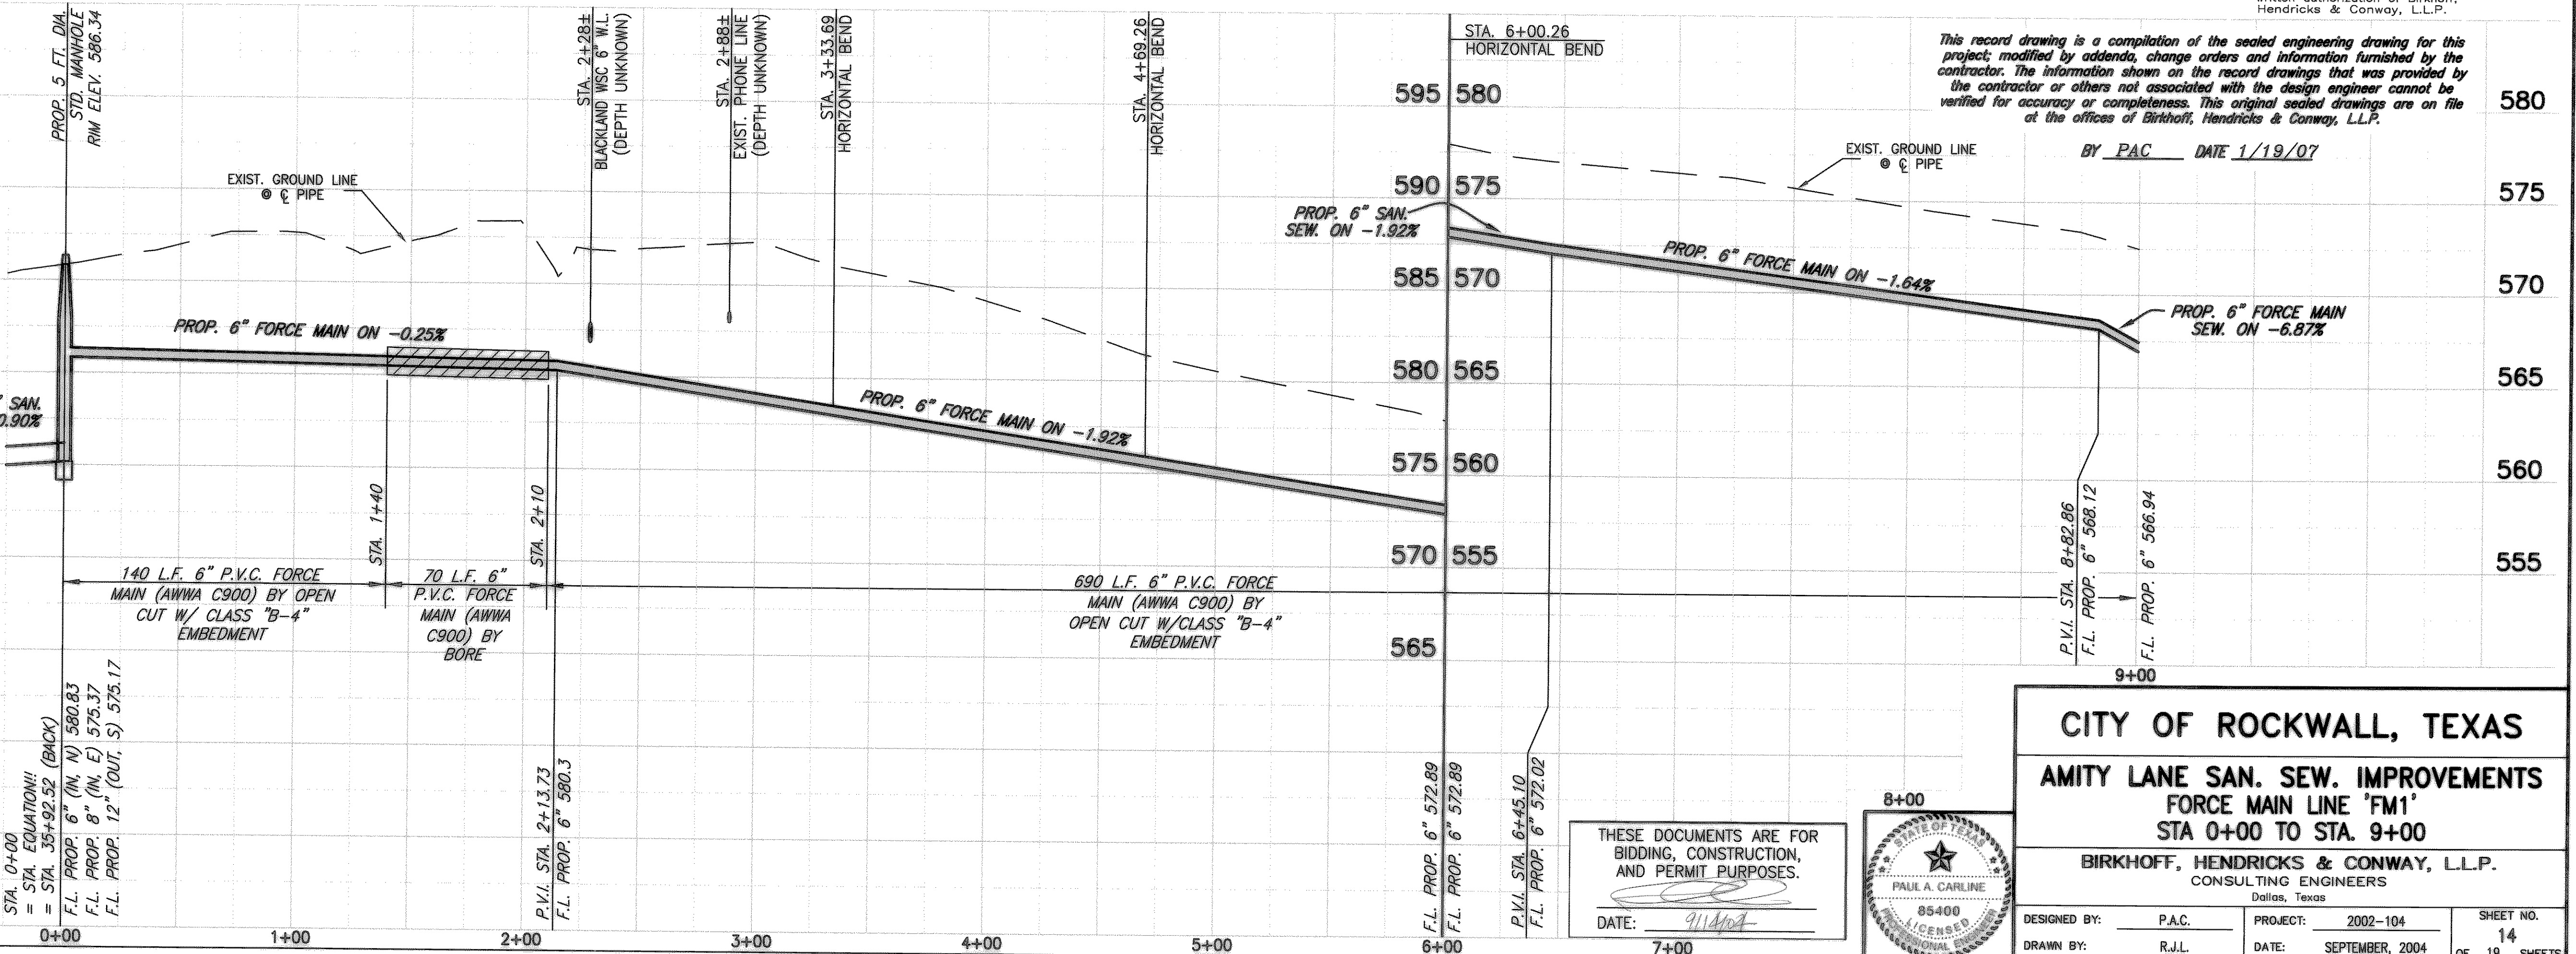 Hendricks & Conway, L.L.P.
This record drawing is a compilation of the sealed engineering drawing for this
project; modified by addenda, change orders and information furnished by the
contractor. The information shown on the record drawings that was provided by
the contractor or others not associated with the design engineer cannot be
verified for accuracy or completeness. This original sealed drawings are on file
at the offices of Birkhoff, Hendricks & Conway, L.L.P.
BY PAC DATE 1/19/07
PROP. 5 FT. DIA.
STD. MANHOLE
RIM ELEV. 586.34
STA. 2+28±
BLACKLAND WSC 6" W.L.
(DEPTH UNKNOWN)
STA. 2+88±
EXIST. PHONE LINE
(DEPTH UNKNOWN)
STA. 3+33.69
HORIZONTAL BEND
STA. 4+69.26
HORIZONTAL BEND
STA. 6+00.26
HORIZONTAL BEND
EXIST. GROUND LINE
@ ℄ PIPE
EXIST. GROUND LINE
@ ℄ PIPE
595 580
590 575
585 570
580 565
575 560
570 555
565
580
575
570
565
560
555
PROP. 6" SAN.
SEW. ON -1.92%
PROP. 6" FORCE MAIN ON -1.64%
PROP. 6" FORCE MAIN
SEW. ON -6.87%
PROP. 6" FORCE MAIN ON -0.25%
PROP. 6" FORCE MAIN ON -1.92%
" SAN.
0.90%
STA. 1+40
STA. 2+10
140 L.F. 6" P.V.C. FORCE
MAIN (AWWA C900) BY OPEN
CUT W/ CLASS "B-4"
EMBEDMENT
70 L.F. 6"
P.V.C. FORCE
MAIN (AWWA
C900) BY
BORE
690 L.F. 6" P.V.C. FORCE
MAIN (AWWA C900) BY
OPEN CUT W/CLASS "B-4"
EMBEDMENT
STA. 0+00
= STA. EQUATION!!
= STA. 35+92.52 (BACK)
F.L. PROP. 6" (IN, N) 580.83
F.L. PROP. 8" (IN, E) 575.37
F.L. PROP. 12" (OUT, S) 575.17
P.V.I. STA. 2+13.73
F.L. PROP. 6" 580.3
F.L. PROP. 6" 572.89
F.L. PROP. 6" 572.89
P.V.I. STA. 6+45.10
F.L. PROP. 6" 572.02
P.V.I. STA. 8+82.86
F.L. PROP. 6" 568.12
F.L. PROP. 6" 566.94
0+00
1+00
2+00
3+00
4+00
5+00
6+00
7+00
8+00
9+00
THESE DOCUMENTS ARE FOR
BIDDING, CONSTRUCTION,
AND PERMIT PURPOSES.
DATE:
STATE OF TEXAS
PAUL A. CARLINE
85400
LICENSED
PROFESSIONAL ENGINEER
CITY OF ROCKWALL, TEXAS
AMITY LANE SAN. SEW. IMPROVEMENTS
FORCE MAIN LINE 'FM1'
STA 0+00 TO STA. 9+00
BIRKHOFF, HENDRICKS & CONWAY, L.L.P.
CONSULTING ENGINEERS
Dallas, Texas
DESIGNED BY: P.A.C.
DRAWN BY: R.J.L.
PROJECT: 2002-104
DATE: SEPTEMBER, 2004
SHEET NO.
14
OF 19 SHEETS